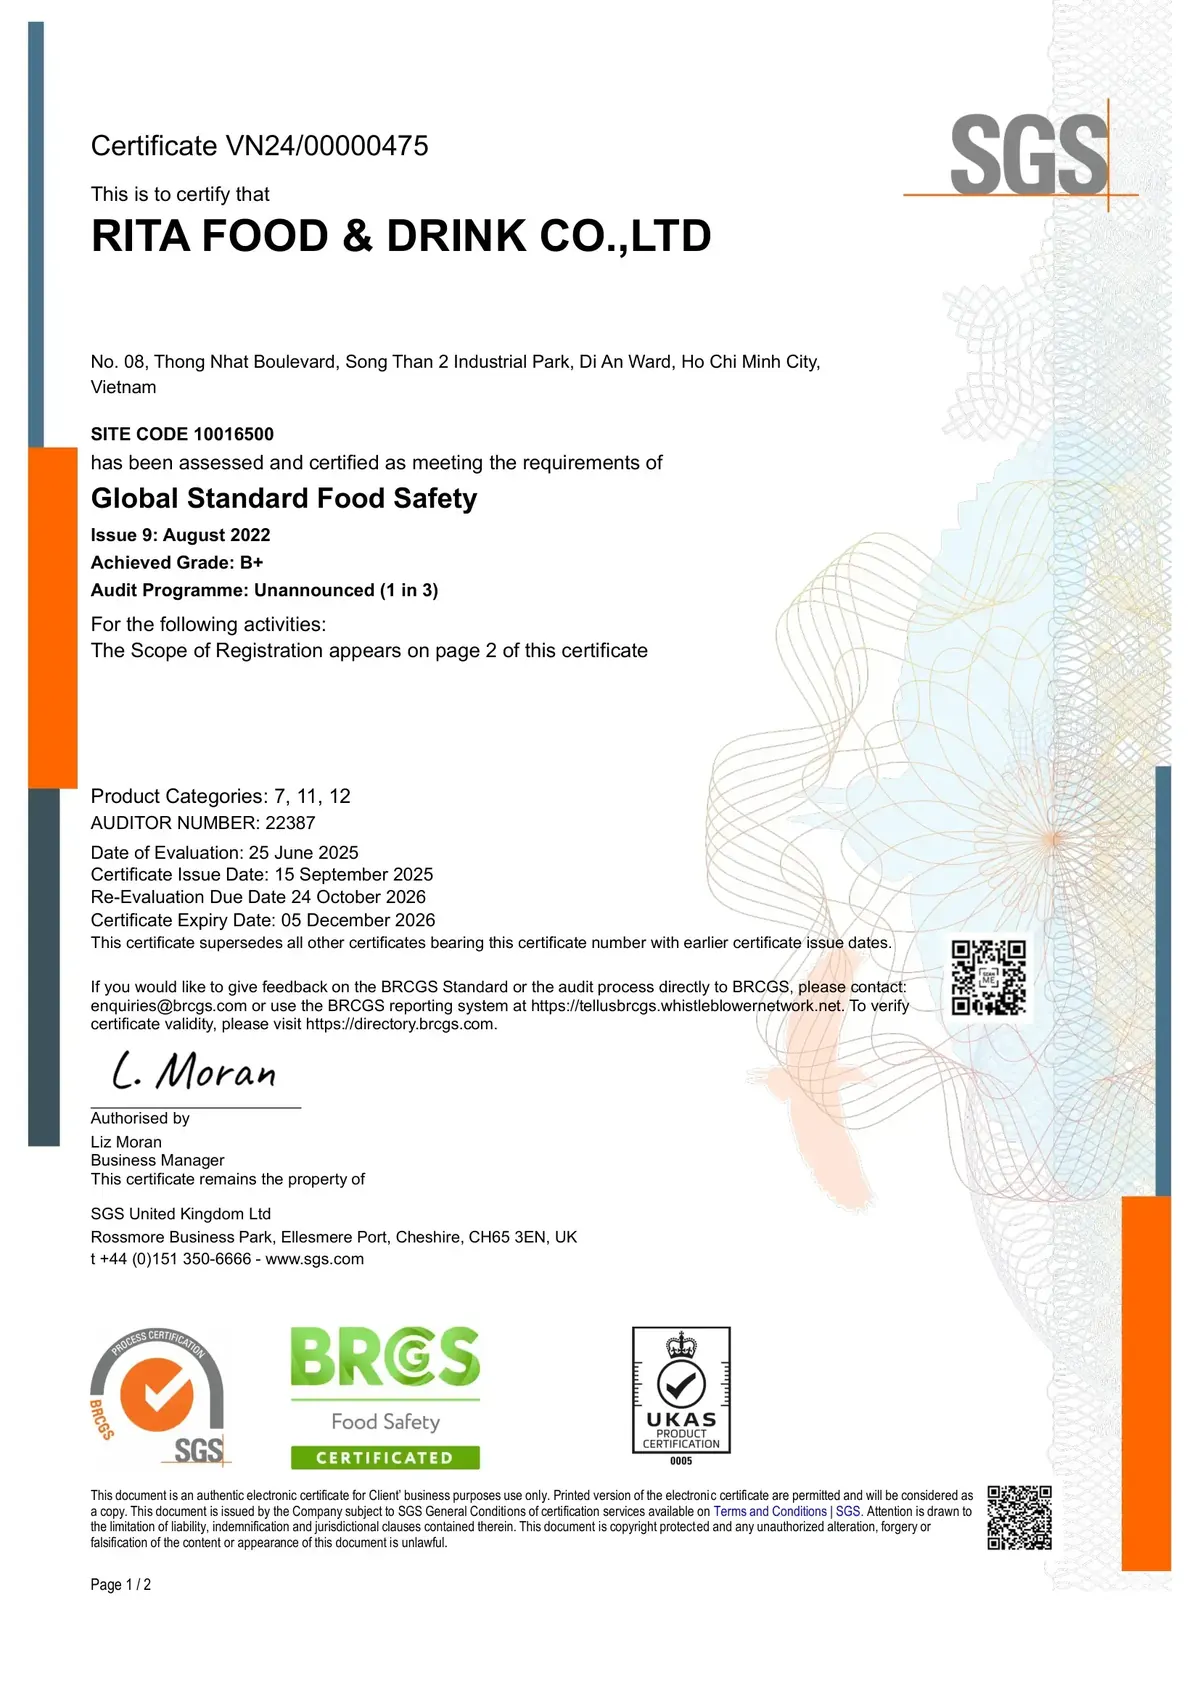 SGS
Certificate VN24/00000475
This is to certify that
RITA FOOD & DRINK CO.,LTD
No. 08, Thong Nhat Boulevard, Song Than 2 Industrial Park, Di An Ward, Ho Chi Minh City,
Vietnam
SITE CODE 10016500
has been assessed and certified as meeting the requirements of
Global Standard Food Safety
Issue 9: August 2022
Achieved Grade: B+
Audit Programme: Unannounced (1 in 3)
For the following activities:
The Scope of Registration appears on page 2 of this certificate
Product Categories: 7, 11, 12
AUDITOR NUMBER: 22387
Date of Evaluation: 25 June 2025
Certificate Issue Date: 15 September 2025
Re-Evaluation Due Date 24 October 2026
Certificate Expiry Date: 05 December 2026
This certificate supersedes all other certificates bearing this certificate number with earlier certificate issue dates.
SCAN
ME
If you would like to give feedback on the BRCGS Standard or the audit process directly to BRCGS, please contact:
enquiries@brcgs.com or use the BRCGS reporting system at https://tellusbrcgs.whistleblowernetwork.net. To verify
certificate validity, please visit https://directory.brcgs.com.
L. Moran
Authorised by
Liz Moran
Business Manager
This certificate remains the property of
SGS United Kingdom Ltd
Rossmore Business Park, Ellesmere Port, Cheshire, CH65 3EN, UK
t +44 (0)151 350-6666 - www.sgs.com
PROCESS CERTIFICATION
BRCGS
SGS
BRCGS
Food Safety
CERTIFICATED
UKAS
PRODUCT
CERTIFICATION
0005
This document is an authentic electronic certificate for Client' business purposes use only. Printed version of the electronic certificate are permitted and will be considered as
a copy. This document is issued by the Company subject to SGS General Conditions of certification services available on Terms and Conditions | SGS. Attention is drawn to
the limitation of liability, indemnification and jurisdictional clauses contained therein. This document is copyright protected and any unauthorized alteration, forgery or
falsification of the content or appearance of this document is unlawful.
Page 1 / 2